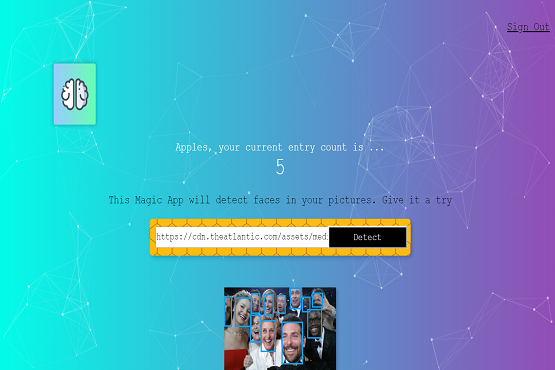 Sign Out
Apples, your current entry count is ...
5
This Magic App will detect faces in your pictures. Give it a try
https://cdn.theatlantic.com/assets/med
Detect